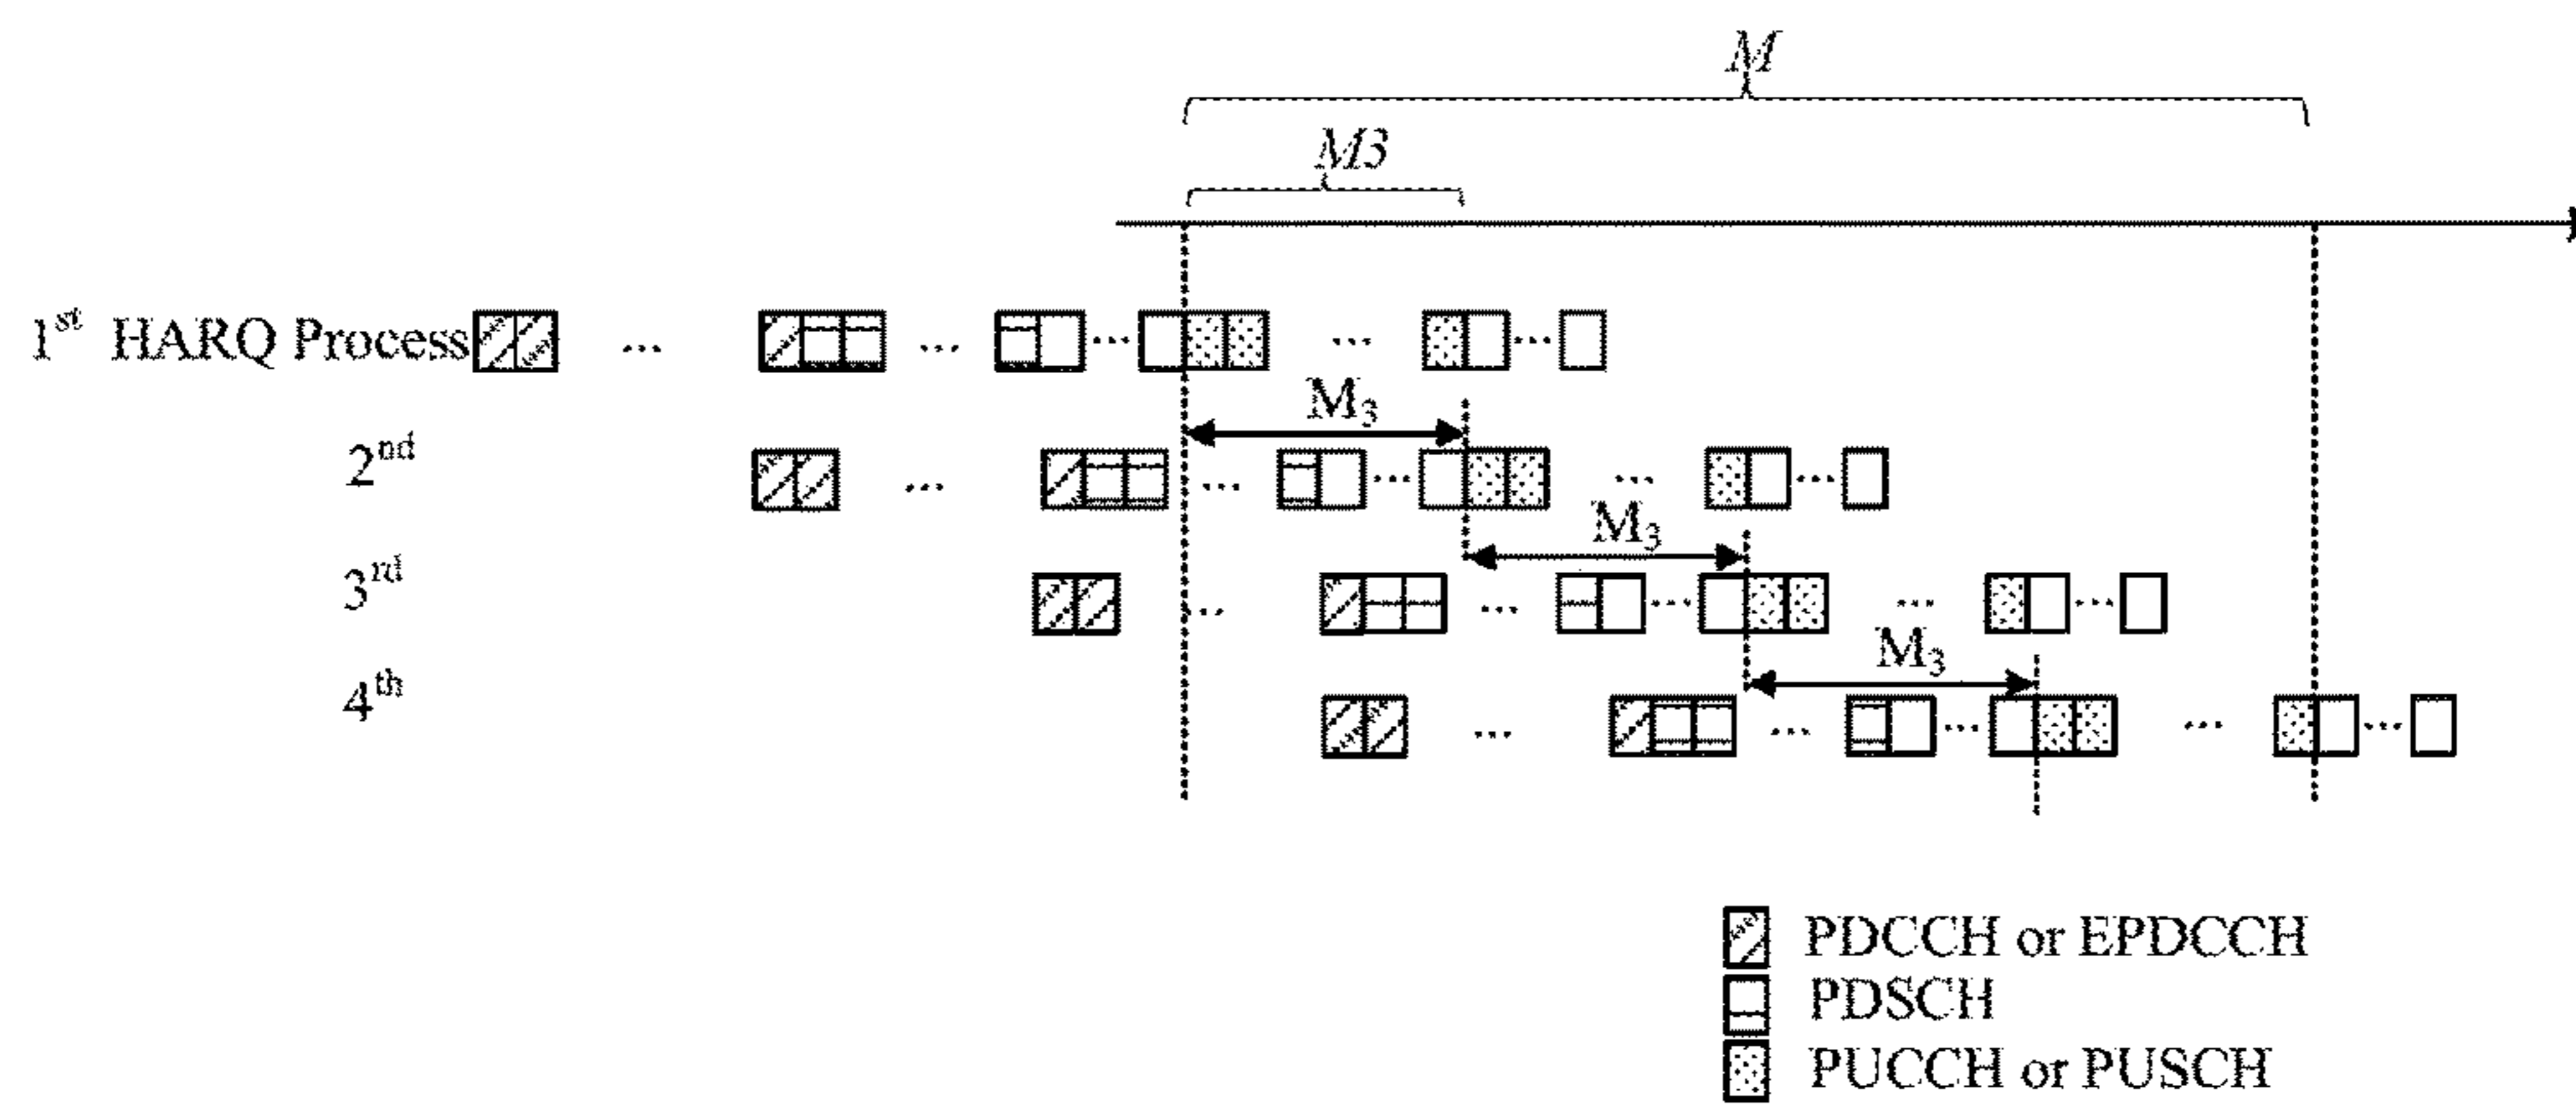 M
M3
1st HARQ Process
M3
2nd
M3
3rd
M3
4th
PDCCH or EPDCCH
PDSCH
PUCCH or PUSCH